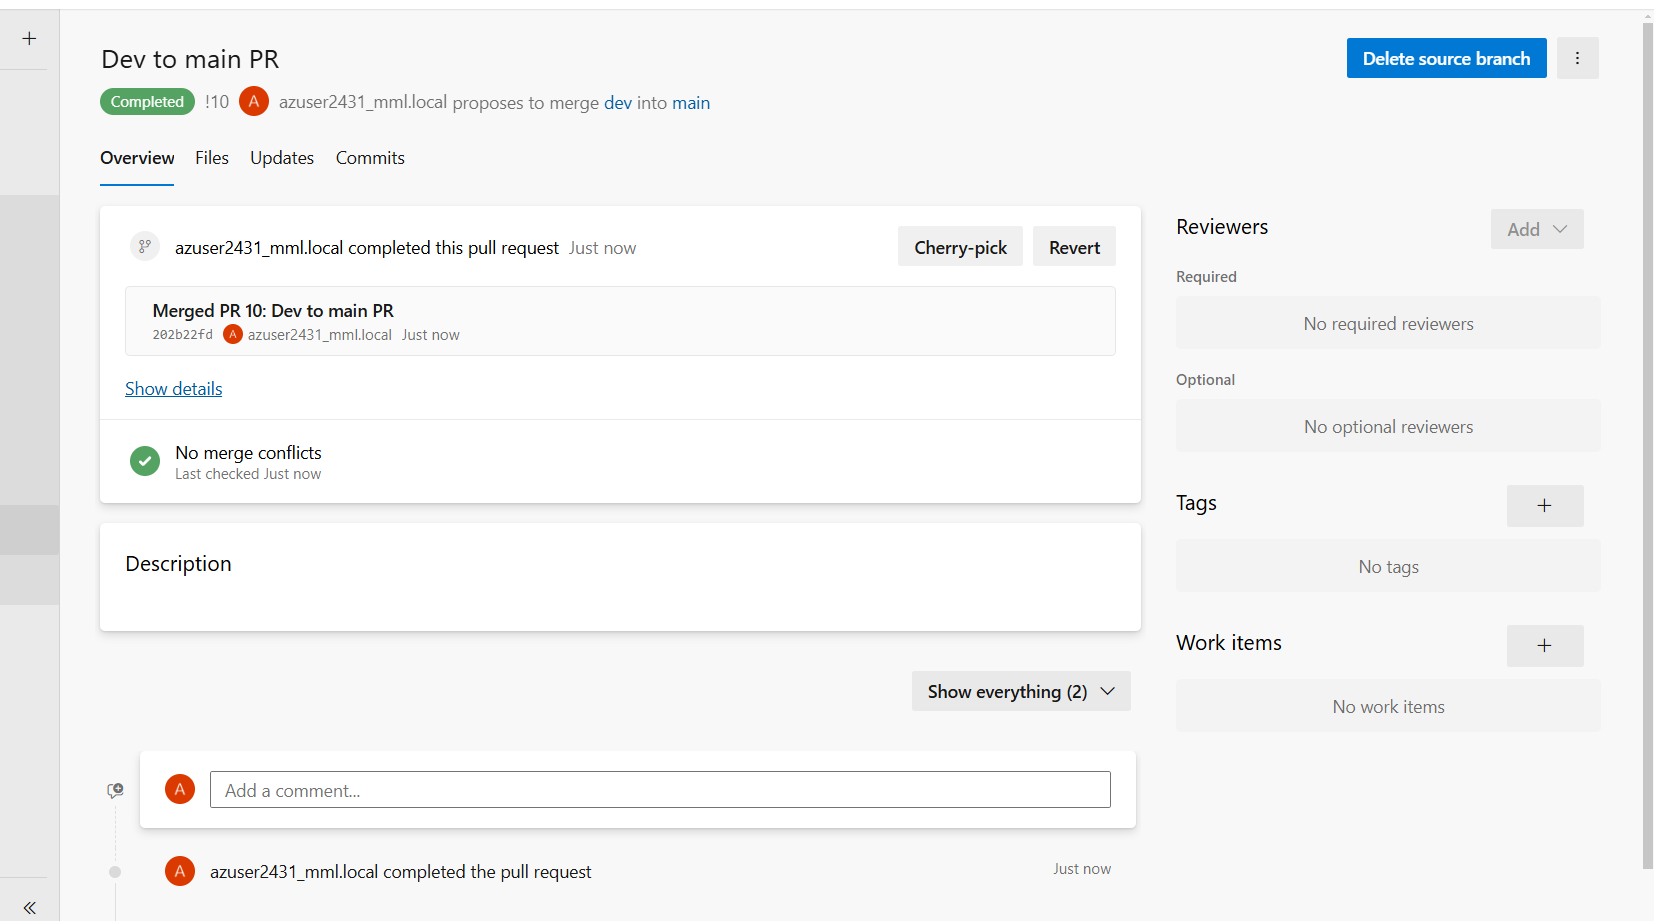 Dev to main PR
Delete source branch
Completed !10 A azuser2431_mml.local proposes to merge dev into main
Overview Files Updates Commits
azuser2431_mml.local completed this pull request Just now
Cherry-pick Revert
Merged PR 10: Dev to main PR
202b22fd A azuser2431_mml.local Just now
Show details
No merge conflicts
Last checked Just now
Description
Show everything (2)
A Add a comment...
A azuser2431_mml.local completed the pull request Just now
Reviewers
Add
Required
No required reviewers
Optional
No optional reviewers
Tags
No tags
Work items
No work items